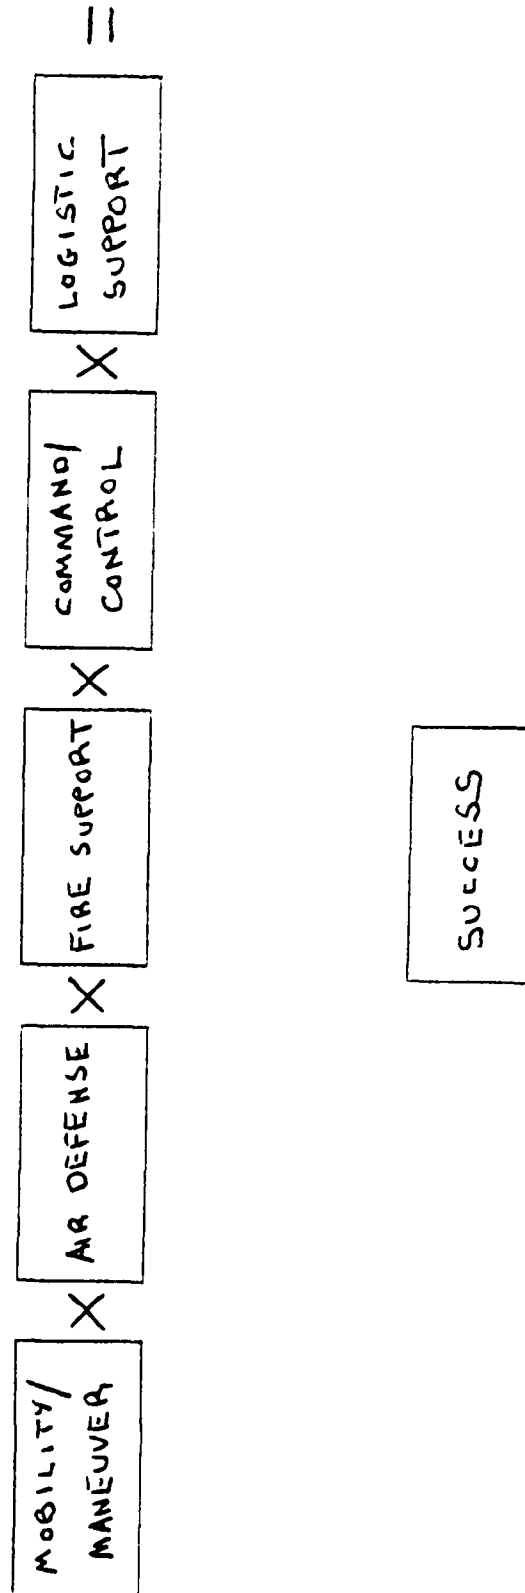 MOBILITY/
MANEUVER
X
AIR DEFENSE
X
FIRE SUPPORT
X
COMMAND/
CONTROL
X
LOGISTIC
SUPPORT
=
SUCCESS